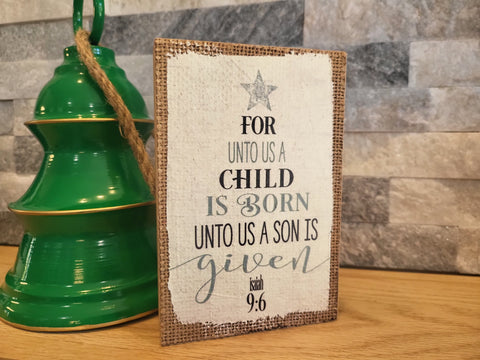 FOR
UNTO US A
CHILD
IS BORN
UNTO US A SON IS
given
isaiah
9:6